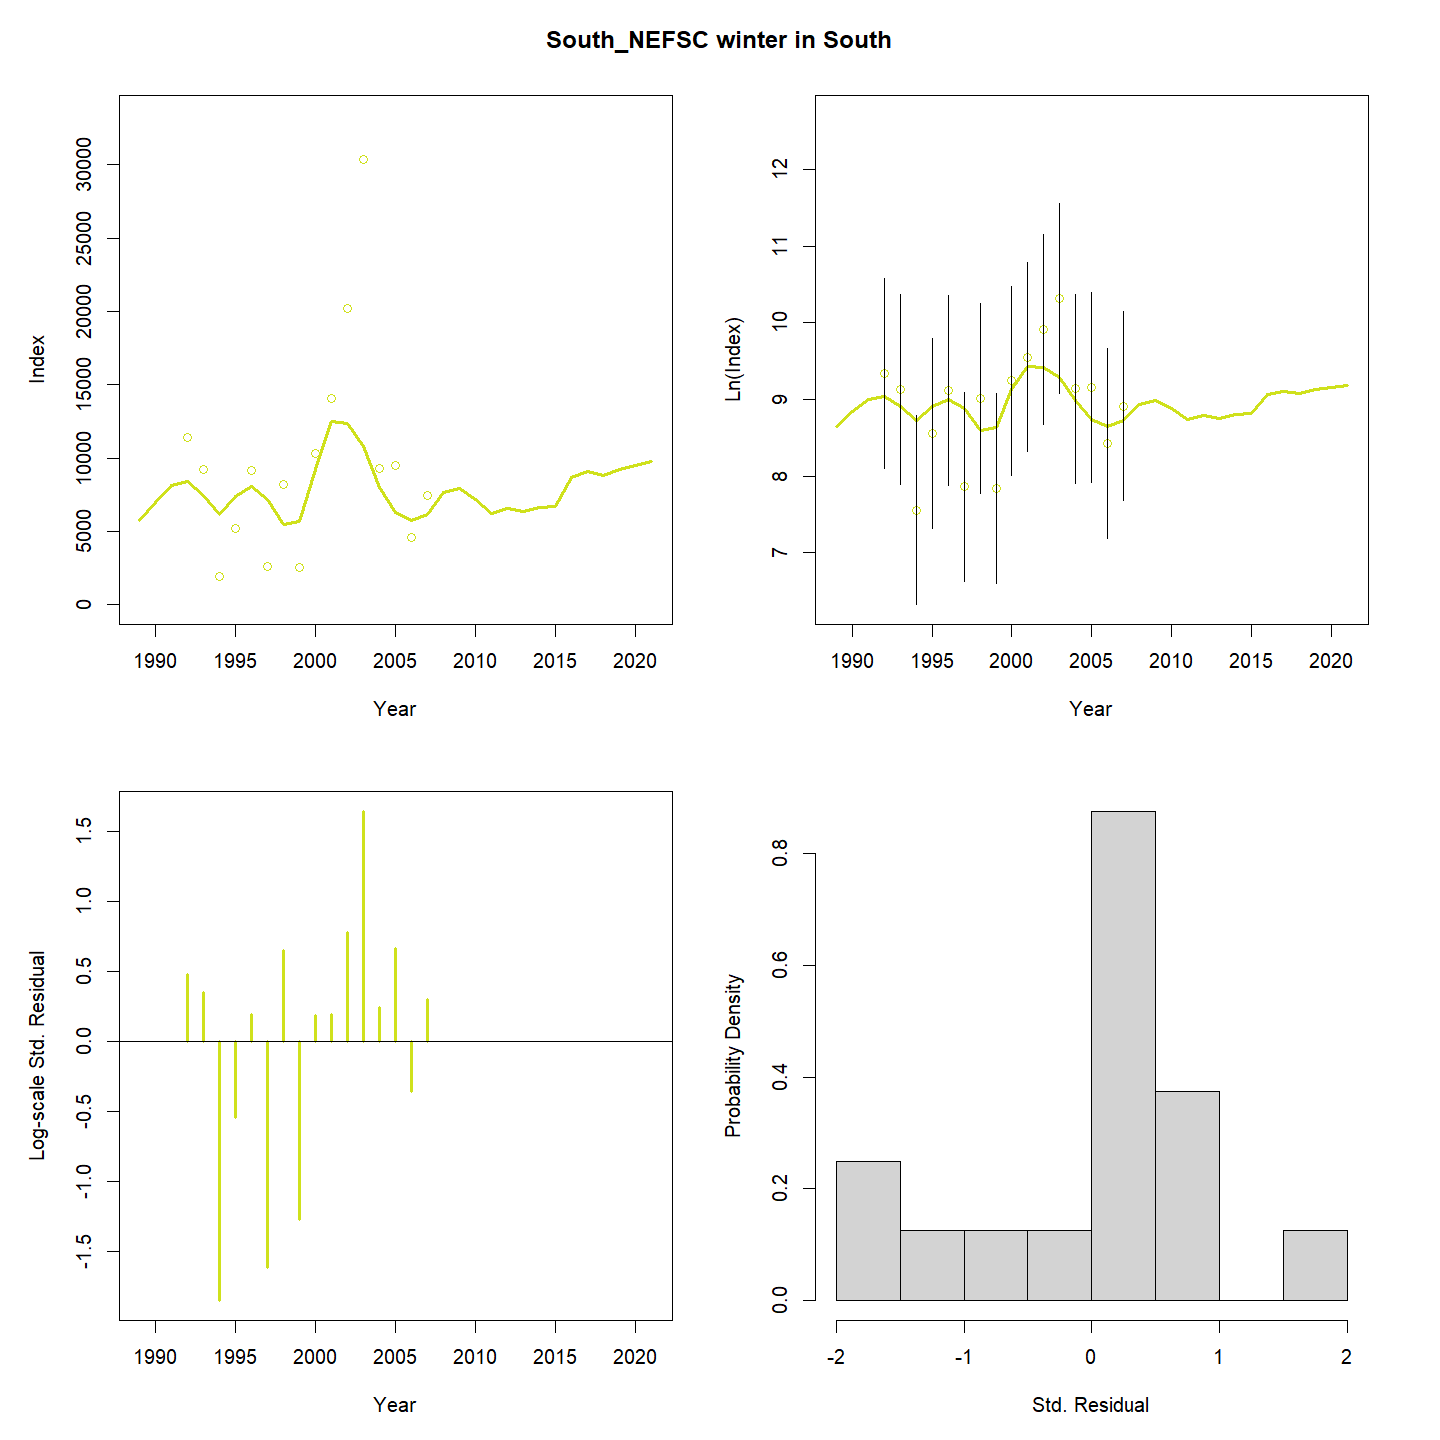 South_NEFSC winter in South
Index
0 5000 10000 15000 20000 25000 30000
1990 1995 2000 2005 2010 2015 2020
Year
Ln(Index)
7 8 9 10 11 12
1990 1995 2000 2005 2010 2015 2020
Year
Log-scale Std. Residual
-1.5 -1.0 -0.5 0.0 0.5 1.0 1.5
1990 1995 2000 2005 2010 2015 2020
Year
Probability Density
0.0 0.2 0.4 0.6 0.8
-2 -1 0 1 2
Std. Residual